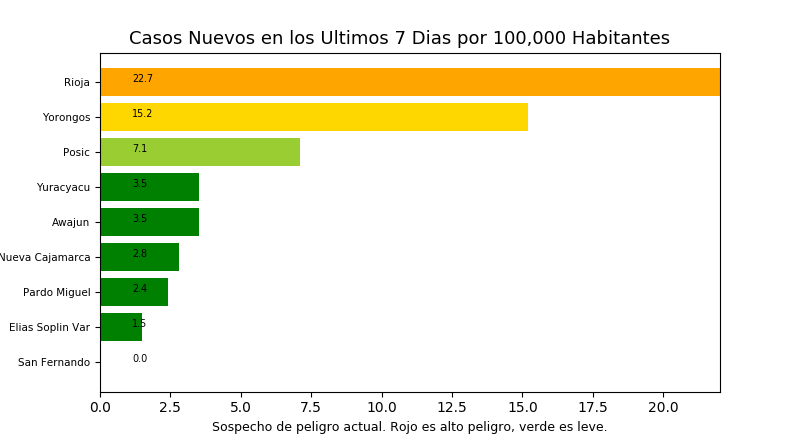 Casos Nuevos en los Ultimos 7 Dias por 100,000 Habitantes
Rioja 22.7
Yorongos 15.2
Posic 7.1
Yuracyacu 3.5
Awajun 3.5
Nueva Cajamarca 2.8
Pardo Miguel 2.4
Elias Soplin Var 1.5
San Fernando 0.0
0.0 2.5 5.0 7.5 10.0 12.5 15.0 17.5 20.0
Sospecho de peligro actual. Rojo es alto peligro, verde es leve.